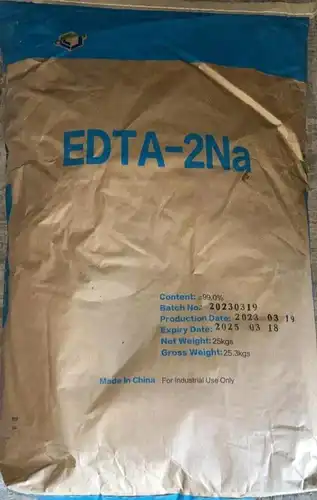 EDTA-2Na
Content: ≥99.0%
Batch No.: 20230319
Production Date: 2023 03 19
Expiry Date: 2025 03 18
Net Weight: 25kgs
Gross Weight: 25.3kgs
Made In China For Industrial Use Only